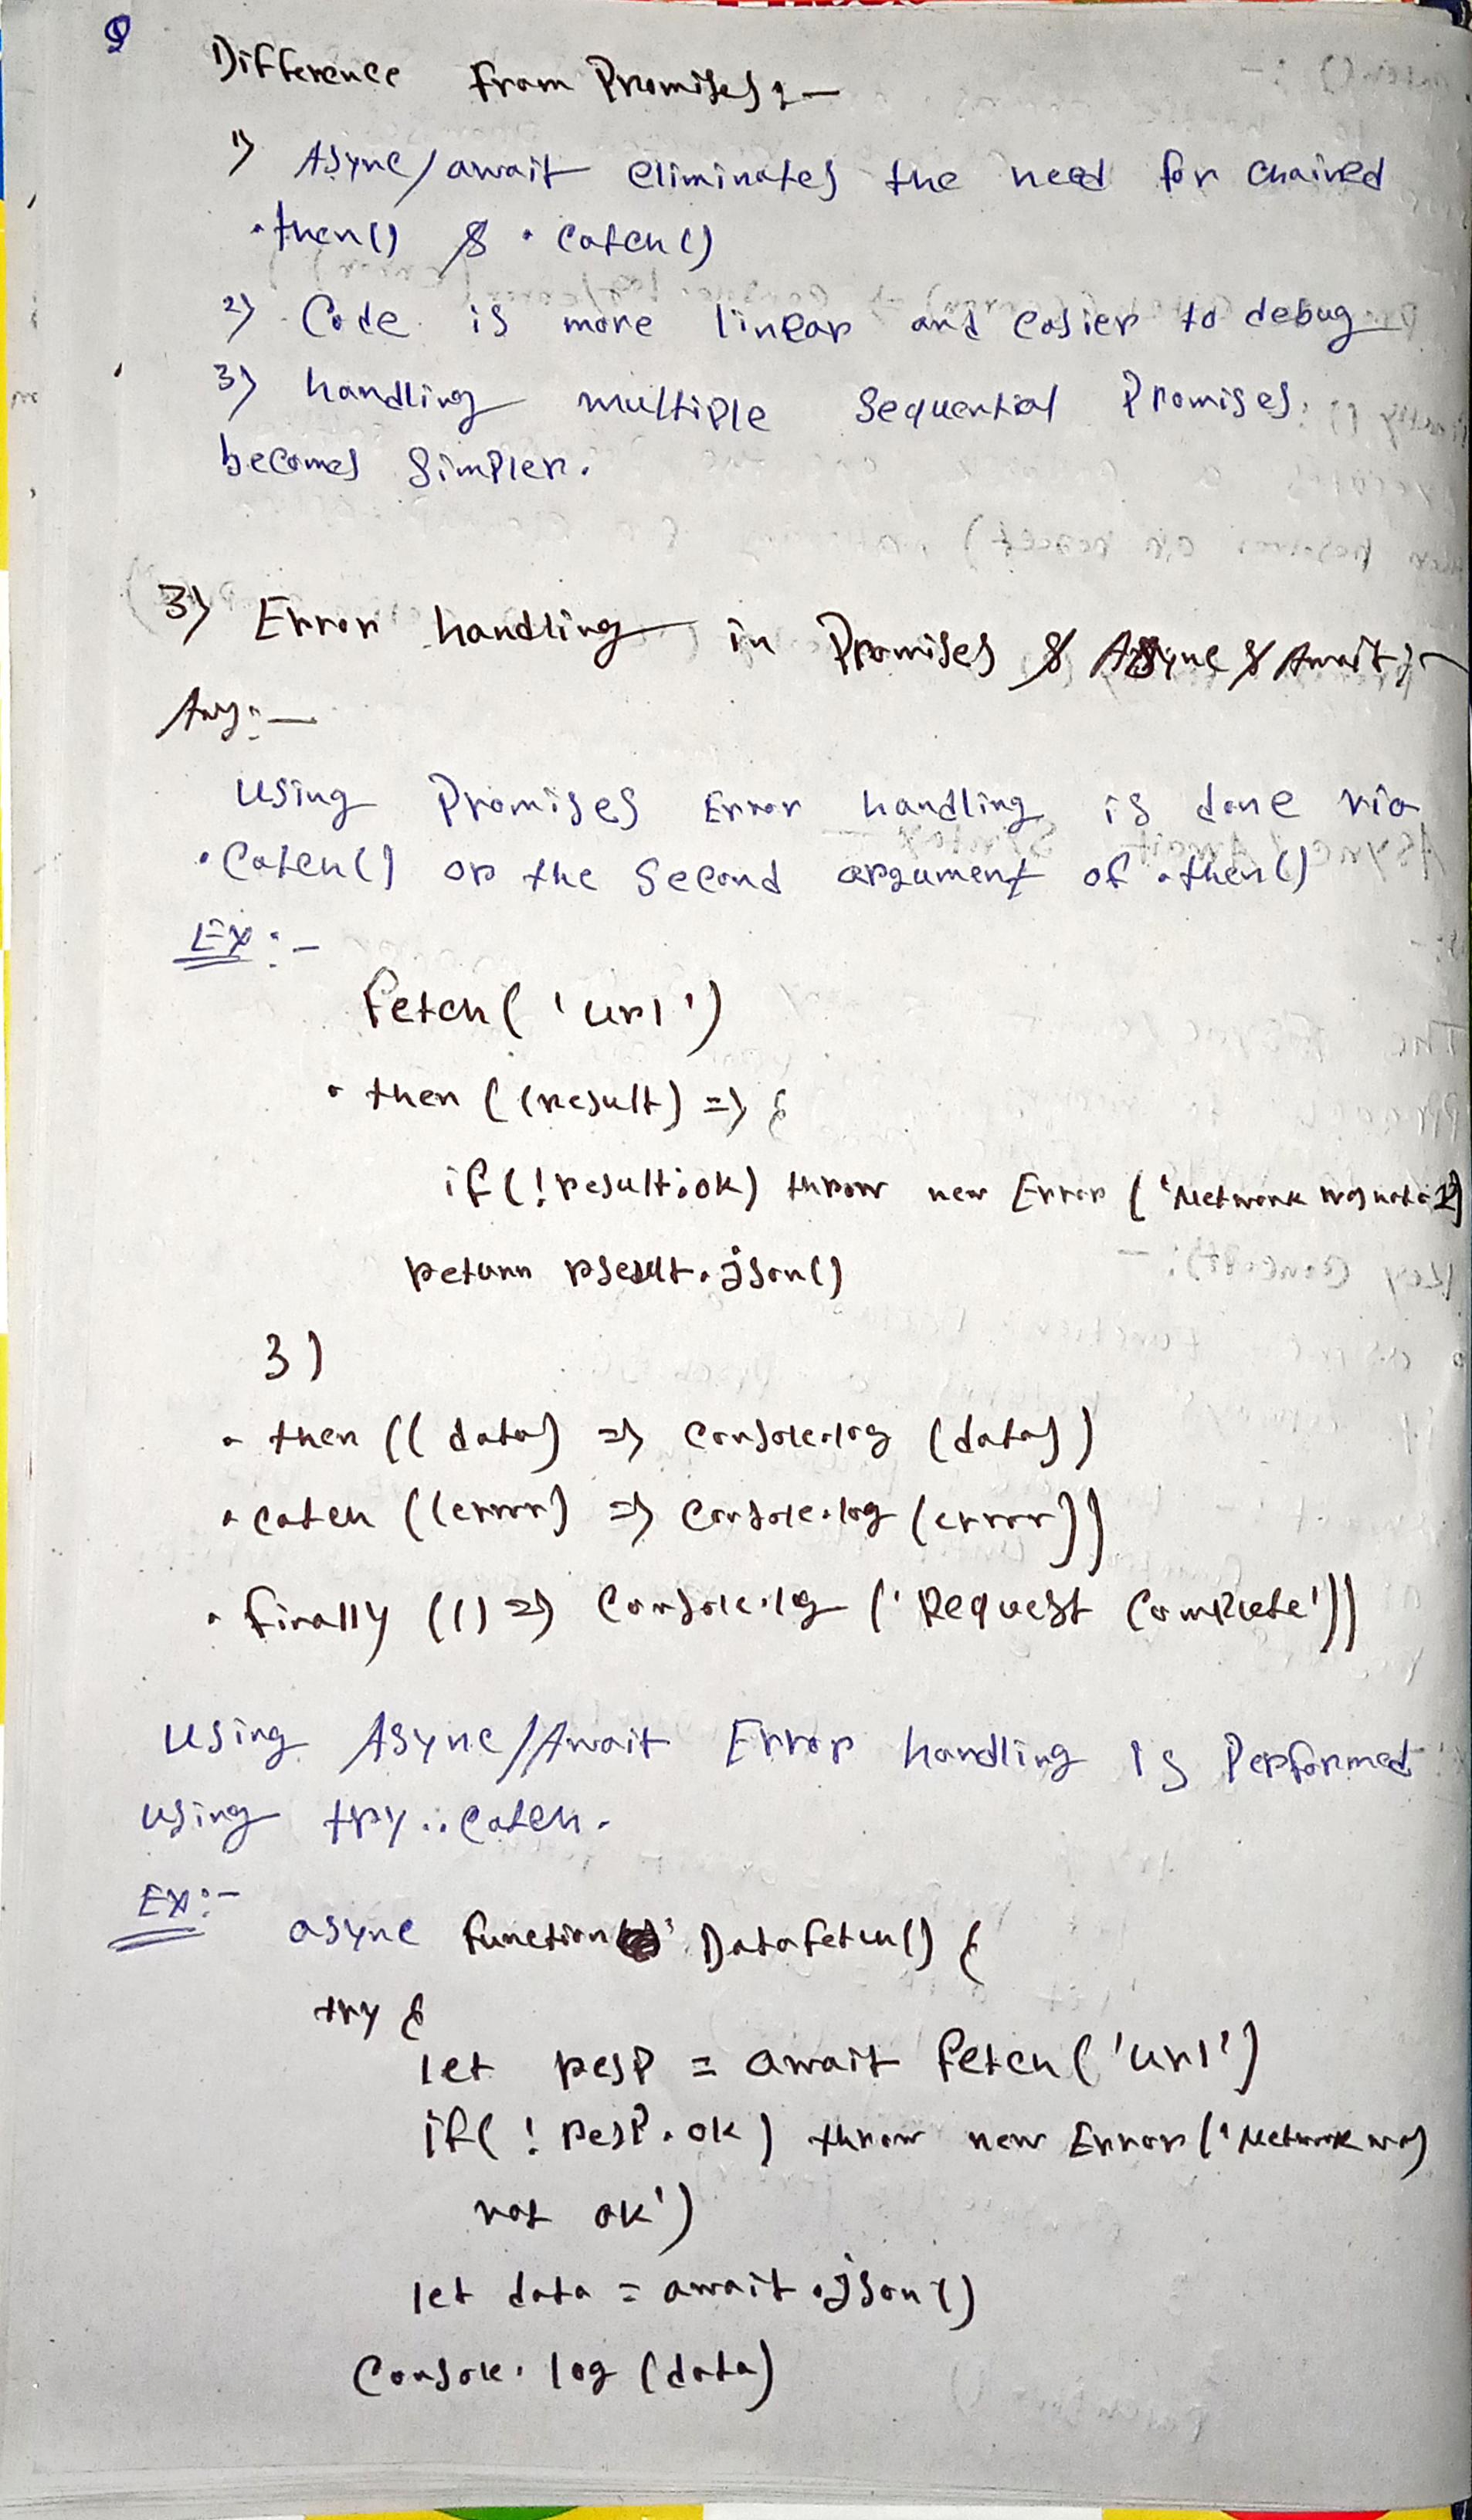 Difference from Promises :-
1) Async/await eliminates the need for chained
.then() & .catch()
2) Code is more linear and easier to debug
3) handling multiple sequential Promises
becomes simpler.
3) Error handling in Promises & Async & Await :-
Ans :-
Using Promises Error handling is done via
.catch() or the second argument of .then()
Ex :-
fetch('url')
.then((result) => {
if(!result.ok) throw new Error('Network was not
return result.json()
})
.then((data) => console.log(data))
.catch((error) => console.log(error))
.finally(() => console.log('Request Complete'))
Using Async/Await Error handling is Performed
using try..catch.
Ex :-
async function DataFetch() {
try {
let resp = await fetch('url')
if(!resp.ok) throw new Error('Network was
not ok')
let data = await .json()
Console.log(data)